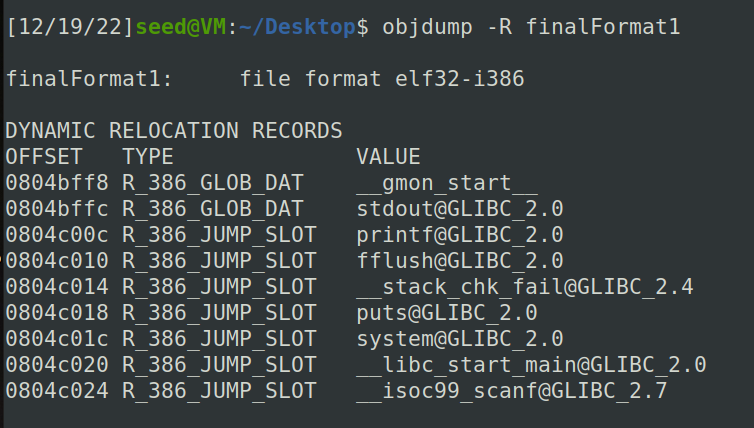 [12/19/22]seed@VM:~/Desktop$ objdump -R finalFormat1
finalFormat1:     file format elf32-i386
DYNAMIC RELOCATION RECORDS
OFFSET   TYPE              VALUE
0804bff8 R_386_GLOB_DAT    __gmon_start__
0804bffc R_386_GLOB_DAT    stdout@GLIBC_2.0
0804c00c R_386_JUMP_SLOT   printf@GLIBC_2.0
0804c010 R_386_JUMP_SLOT   fflush@GLIBC_2.0
0804c014 R_386_JUMP_SLOT   __stack_chk_fail@GLIBC_2.4
0804c018 R_386_JUMP_SLOT   puts@GLIBC_2.0
0804c01c R_386_JUMP_SLOT   system@GLIBC_2.0
0804c020 R_386_JUMP_SLOT   __libc_start_main@GLIBC_2.0
0804c024 R_386_JUMP_SLOT   __isoc99_scanf@GLIBC_2.7